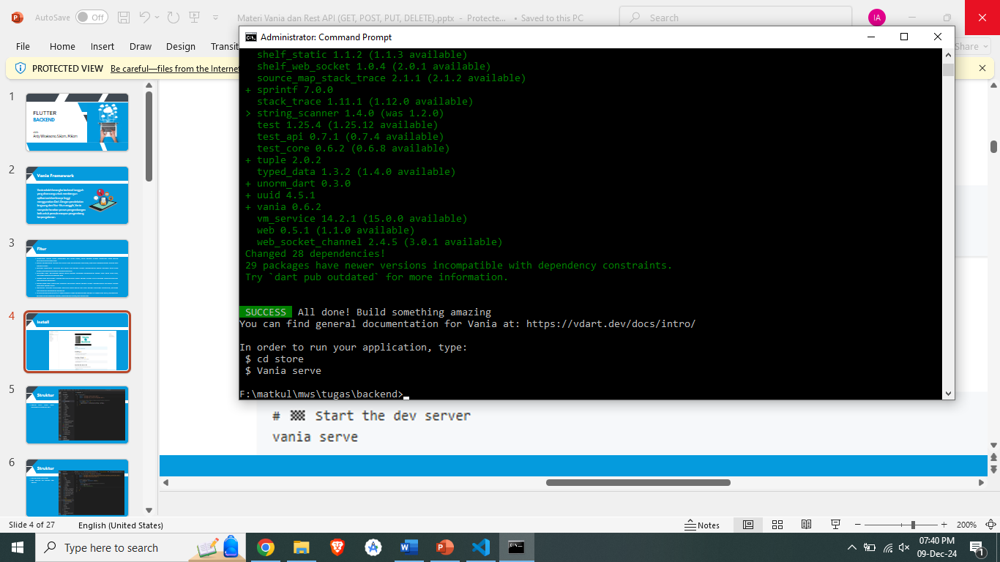 AutoSave Off Materi Vania dan Rest API (GET, POST, PUT, DELETE).pptx - Protecte... • Saved to this PC Search IA
File Home Insert Draw Design Transit Share
PROTECTED VIEW Be careful—files from the Internet
1
FLUTTER
BACKEND
2
Vania Framework
3
Fitur
4
Install
5
Struktur
6
Struktur
Administrator: Command Prompt
shelf_static 1.1.2 (1.1.3 available)
shelf_web_socket 1.0.4 (2.0.1 available)
source_map_stack_trace 2.1.1 (2.1.2 available)
+ sprintf 7.0.0
stack_trace 1.11.1 (1.12.0 available)
> string_scanner 1.4.0 (was 1.2.0)
test 1.25.4 (1.25.12 available)
test_api 0.7.1 (0.7.4 available)
test_core 0.6.2 (0.6.8 available)
+ tuple 2.0.2
typed_data 1.3.2 (1.4.0 available)
+ unorm_dart 0.3.0
+ uuid 4.5.1
+ vania 0.6.2
vm_service 14.2.1 (15.0.0 available)
web 0.5.1 (1.1.0 available)
web_socket_channel 2.4.5 (3.0.1 available)
Changed 28 dependencies!
29 packages have newer versions incompatible with dependency constraints.
Try `dart pub outdated` for more information.
SUCCESS All done! Build something amazing
You can find general documentation for Vania at: https://vdart.dev/docs/intro/
In order to run your application, type:
$ cd store
$ Vania serve
F:\matkul\mws\tugas\backend>
# Start the dev server
vania serve
Slide 4 of 27 English (United States) Notes 200%
Type here to search
07:40 PM
09-Dec-24
1